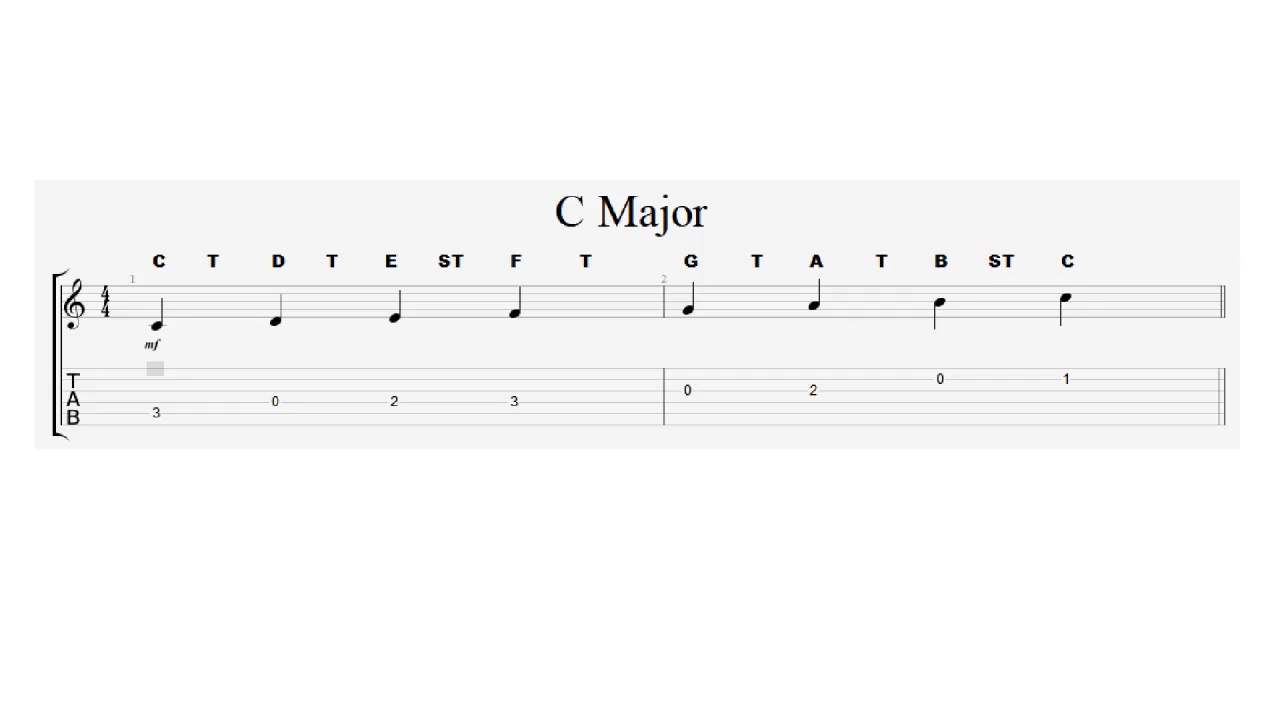 C Major
C T D T E ST F T G T A T B ST C
1 2
4
4
mf
T
A
B
0 1
0 2
0 2 3
3